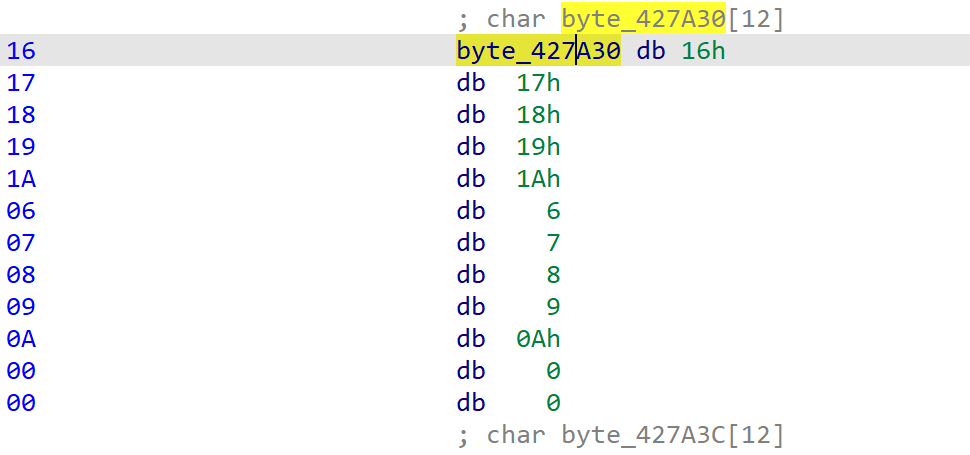 ; char byte_427A30[12]
16 byte_427A30 db 16h
17 db 17h
18 db 18h
19 db 19h
1A db 1Ah
06 db 6
07 db 7
08 db 8
09 db 9
0A db 0Ah
00 db 0
00 db 0
; char byte_427A3C[12]